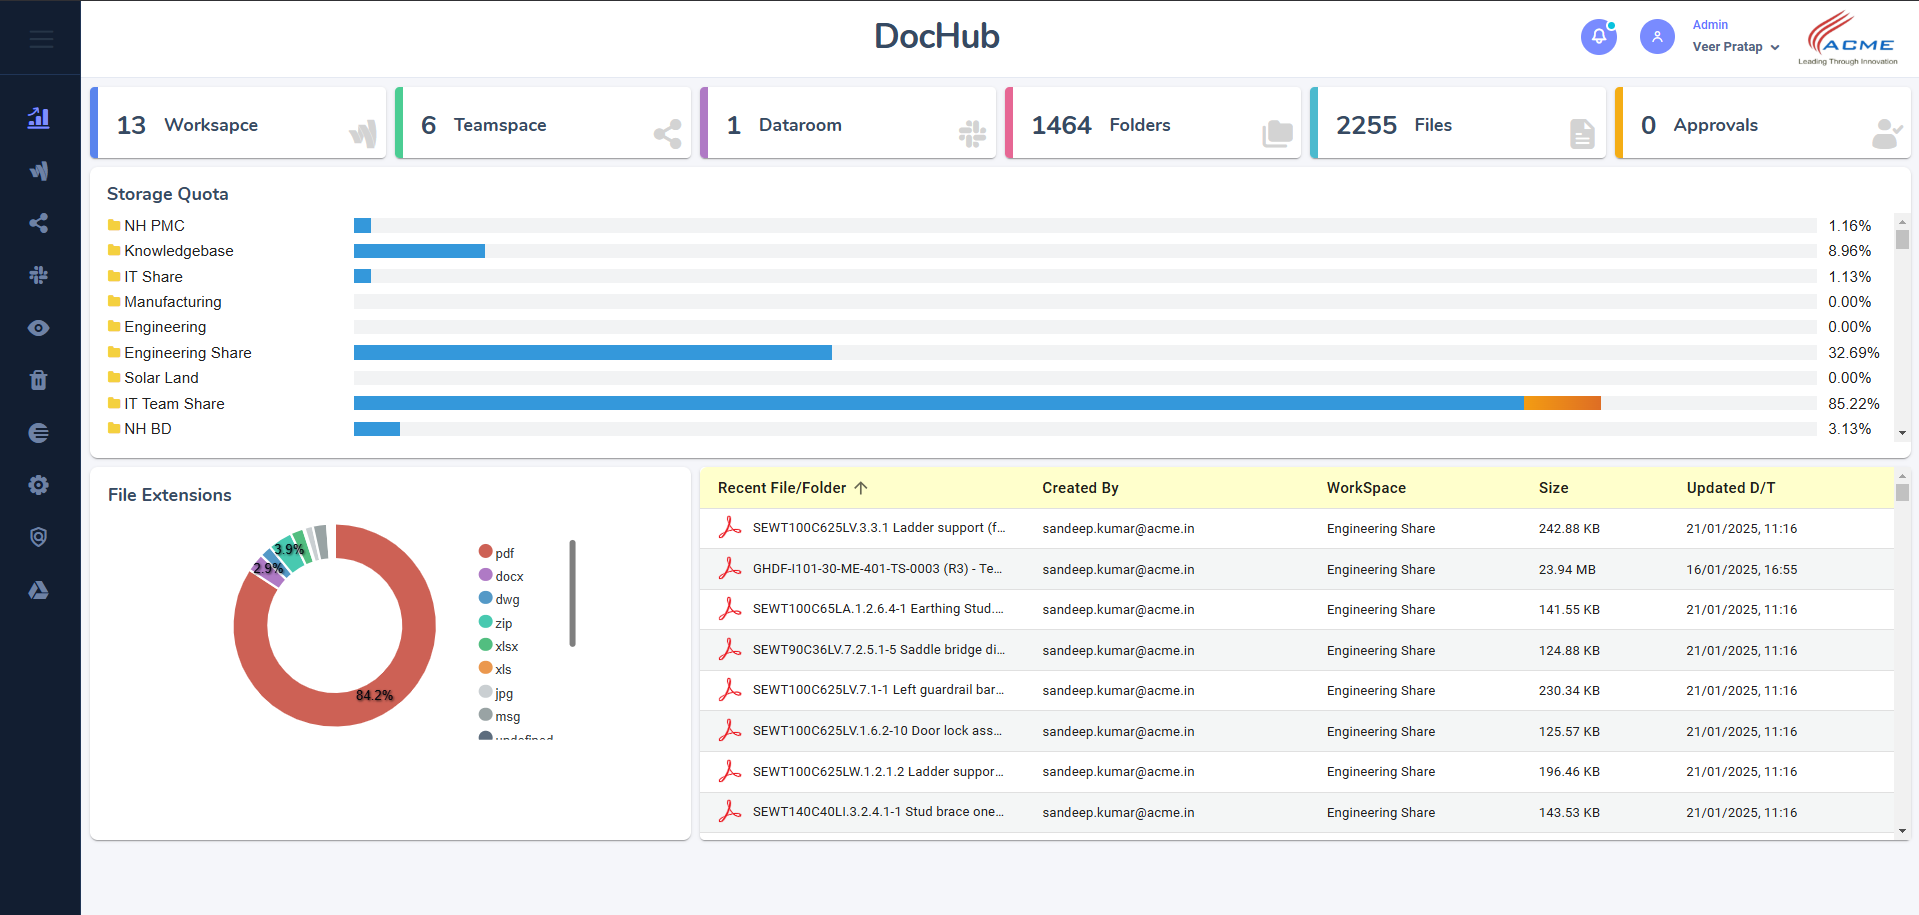 DocHub
Admin
Veer Pratap
ACME
Leading Through Innovation
13 Worksapce
6 Teamspace
1 Dataroom
1464 Folders
2255 Files
0 Approvals
Storage Quota
NH PMC 1.16%
Knowledgebase 8.96%
IT Share 1.13%
Manufacturing 0.00%
Engineering 0.00%
Engineering Share 32.69%
Solar Land 0.00%
IT Team Share 85.22%
NH BD 3.13%
File Extensions
3.9%
2.9%
84.2%
pdf
docx
dwg
zip
xlsx
xls
jpg
msg
undefined
Recent File/Folder Created By WorkSpace Size Updated D/T
SEWT100C625LV.3.3.1 Ladder support (f... sandeep.kumar@acme.in Engineering Share 242.88 KB 21/01/2025, 11:16
GHDF-I101-30-ME-401-TS-0003 (R3) - Te... sandeep.kumar@acme.in Engineering Share 23.94 MB 16/01/2025, 16:55
SEWT100C65LA.1.2.6.4-1 Earthing Stud.... sandeep.kumar@acme.in Engineering Share 141.55 KB 21/01/2025, 11:16
SEWT90C36LV.7.2.5.1-5 Saddle bridge di... sandeep.kumar@acme.in Engineering Share 124.88 KB 21/01/2025, 11:16
SEWT100C625LV.7.1-1 Left guardrail bar... sandeep.kumar@acme.in Engineering Share 230.34 KB 21/01/2025, 11:16
SEWT100C625LV.1.6.2-10 Door lock ass... sandeep.kumar@acme.in Engineering Share 125.57 KB 21/01/2025, 11:16
SEWT100C625LW.1.2.1.2 Ladder suppor... sandeep.kumar@acme.in Engineering Share 196.46 KB 21/01/2025, 11:16
SEWT140C40LI.3.2.4.1-1 Stud brace one... sandeep.kumar@acme.in Engineering Share 143.53 KB 21/01/2025, 11:16